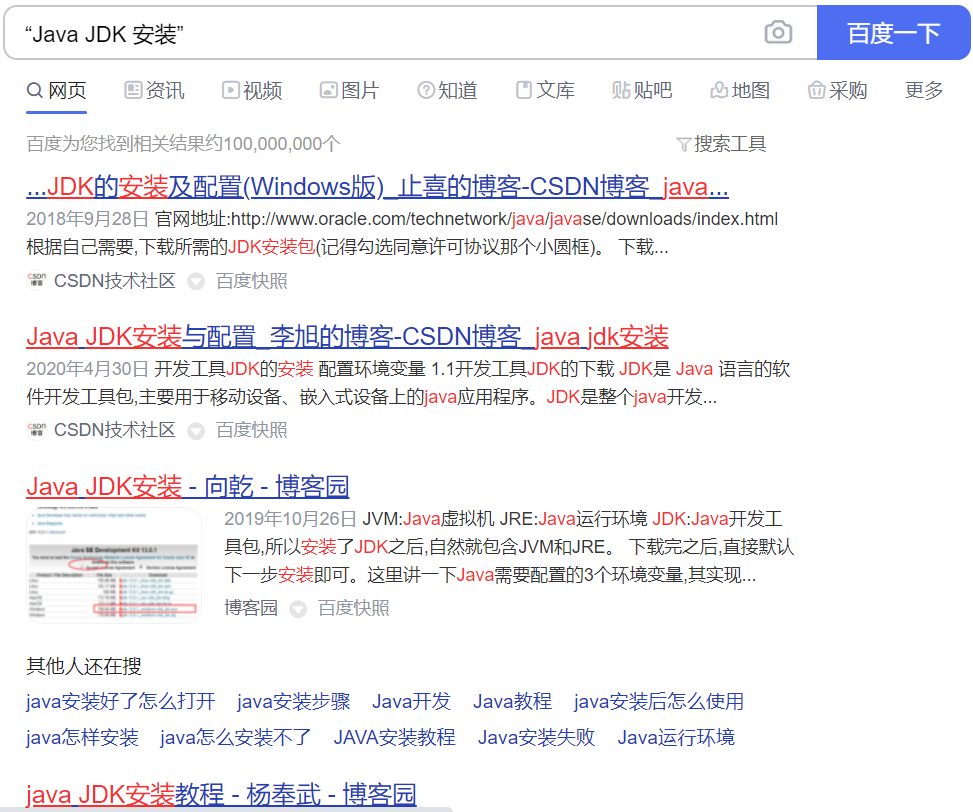 “Java JDK 安装”
百度一下
网页 资讯 视频 图片 知道 文库 贴吧 地图 采购 更多
百度为您找到相关结果约100,000,000个 搜索工具
...JDK的安装及配置(Windows版)_止喜的博客-CSDN博客_java...
2018年9月28日 官网地址:http://www.oracle.com/technetwork/java/javase/downloads/index.html
根据自己需要,下载所需的JDK安装包(记得勾选同意许可协议那个小圆框)。 下载...
CSDN技术社区 百度快照
Java JDK安装与配置_李旭的博客-CSDN博客_java jdk安装
2020年4月30日 开发工具JDK的安装 配置环境变量 1.1开发工具JDK的下载 JDK是 Java 语言的软
件开发工具包,主要用于移动设备、嵌入式设备上的java应用程序。JDK是整个java开发...
CSDN技术社区 百度快照
Java JDK安装 - 向乾 - 博客园
2019年10月26日 JVM:Java虚拟机 JRE:Java运行环境 JDK:Java开发工
具包,所以安装了JDK之后,自然就包含JVM和JRE。 下载完之后,直接默认
下一步安装即可。这里讲一下Java需要配置的3个环境变量,其实现...
博客园 百度快照
Java SE Development Kit 13.0.1
其他人还在搜
java安装好了怎么打开 java安装步骤 Java开发 Java教程 java安装后怎么使用
java怎样安装 java怎么安装不了 JAVA安装教程 Java安装失败 Java运行环境
java JDK安装教程 - 杨奉武 - 博客园